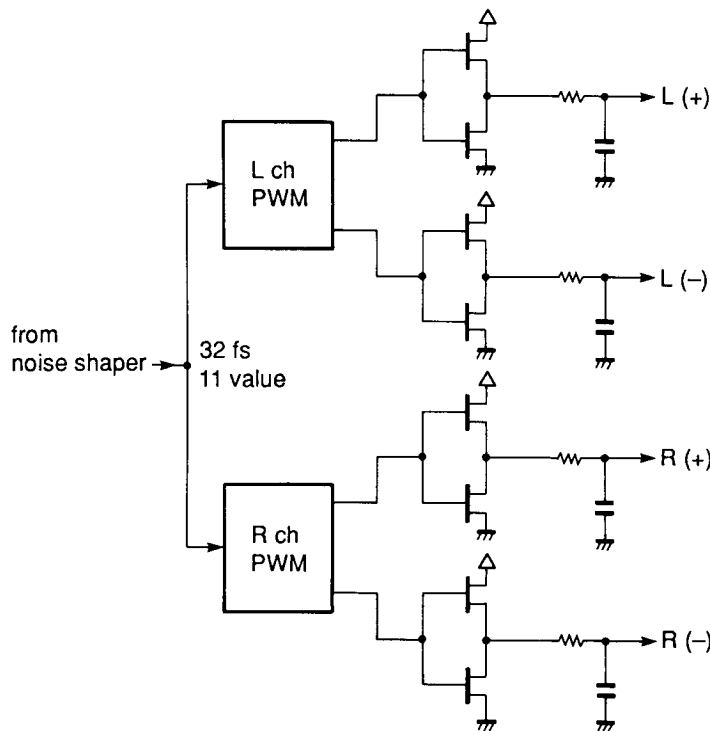 L (+)
L ch
PWM
L (–)
from
noise shaper
32 fs
11 value
R (+)
R ch
PWM
R (–)